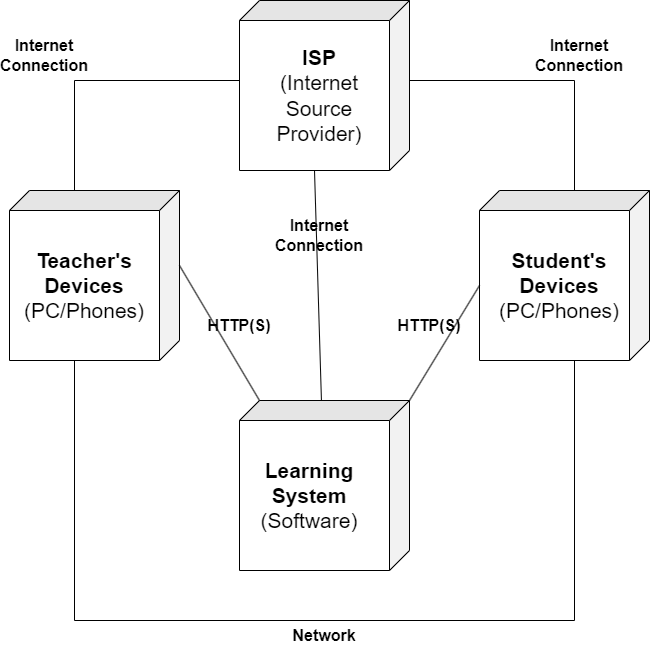 Internet
Connection
ISP
(Internet
Source
Provider)
Internet
Connection
Internet
Connection
Teacher's
Devices
(PC/Phones)
Student's
Devices
(PC/Phones)
HTTP(S)
HTTP(S)
Learning
System
(Software)
Network